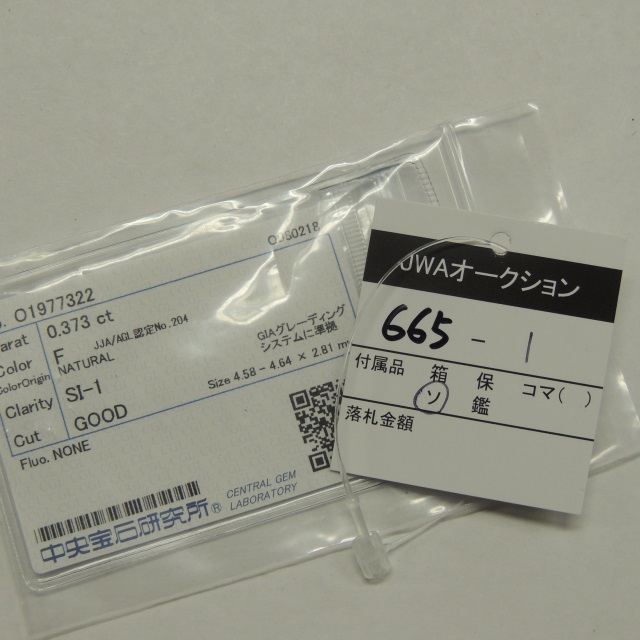 O1977322
OJ60218
Carat 0.373 ct
Color F JJA/AGL認定No.204
ColorOrigin NATURAL
GIAグレーディング
システムに準拠
Clarity SI-1
Size 4.58 - 4.64 × 2.81 m
Cut GOOD
Fluo. NONE
中央宝石研究所® CENTRAL GEM
LABORATORY
JWAオークション
665 - 1
付属品 箱 保 コマ( )
ソ 鑑
落札金額